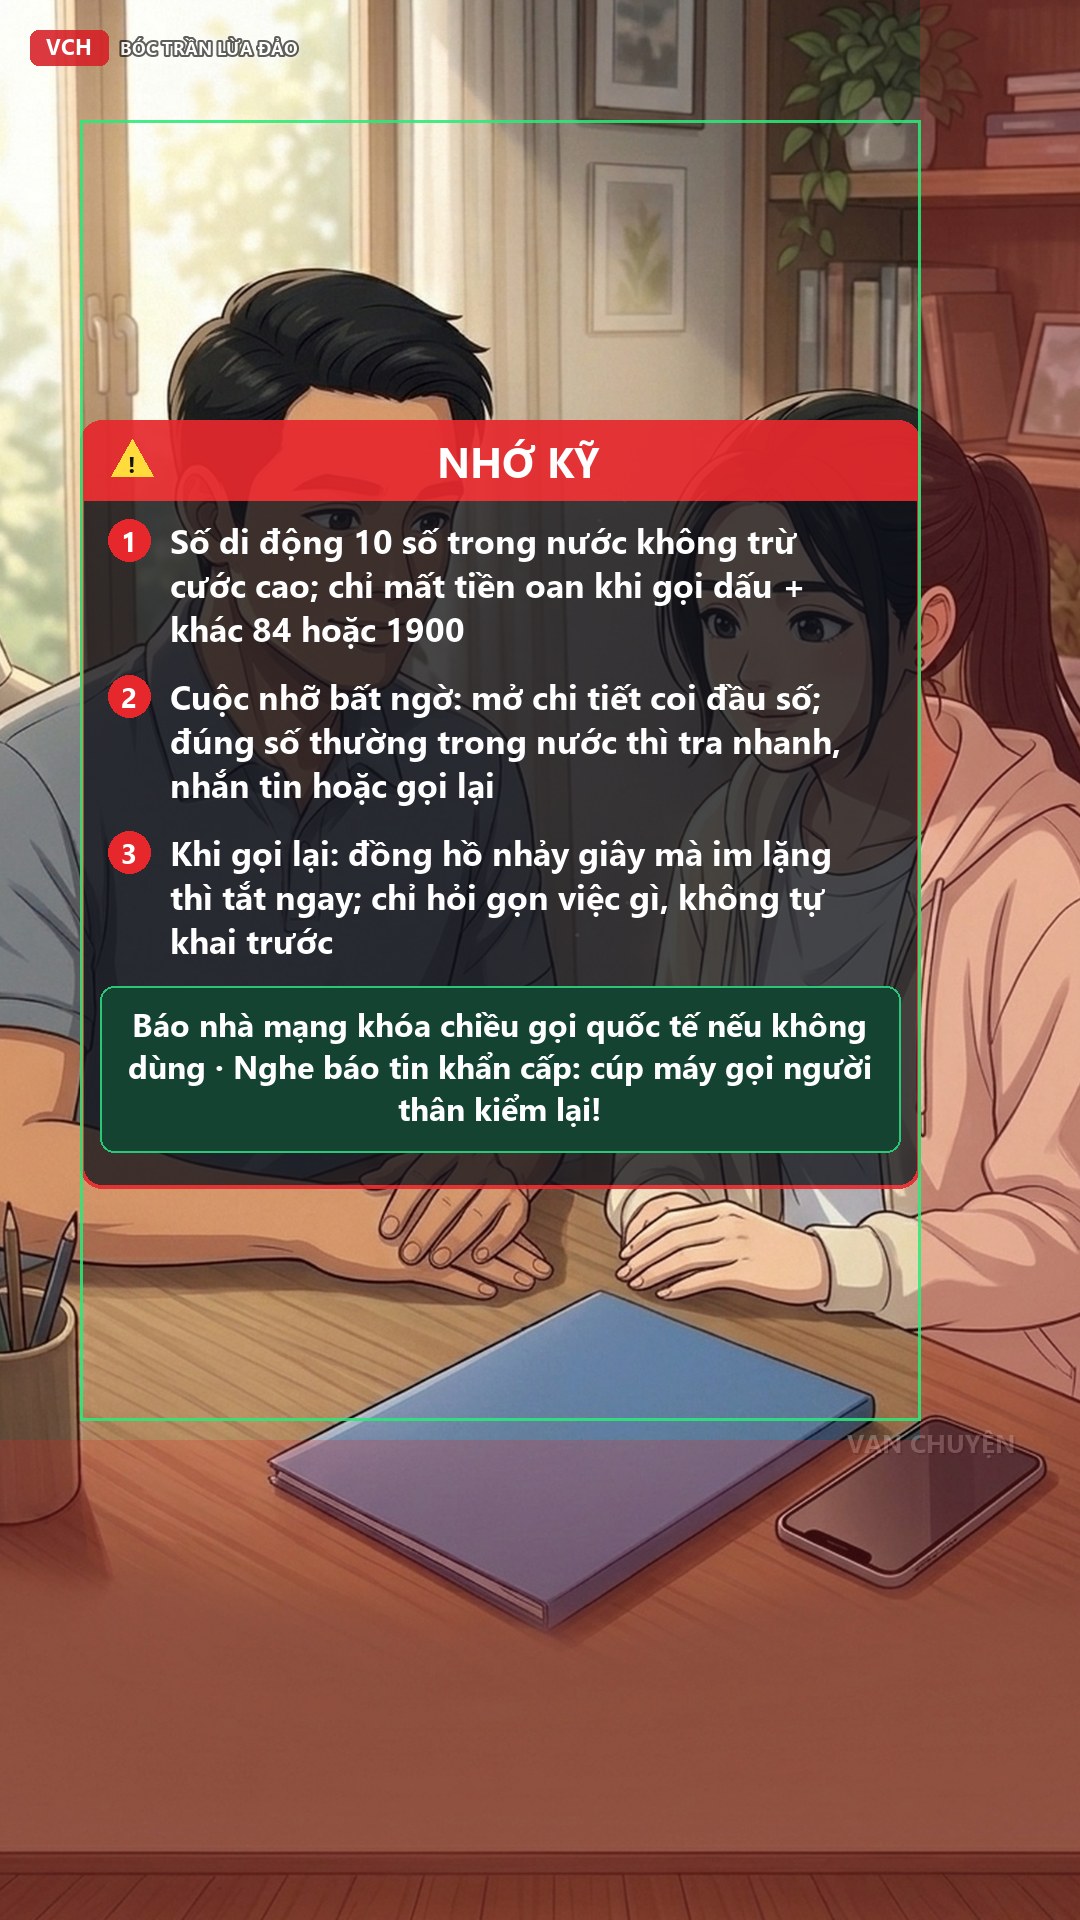 VCH BÓC TRẦN LỪA ĐẢO
! NHỚ KỸ
1 Số di động 10 số trong nước không trừ
cước cao; chỉ mất tiền oan khi gọi dấu +
khác 84 hoặc 1900
2 Cuộc nhỡ bất ngờ: mở chi tiết coi đầu số;
đúng số thường trong nước thì tra nhanh,
nhắn tin hoặc gọi lại
3 Khi gọi lại: đồng hồ nhảy giây mà im lặng
thì tắt ngay; chỉ hỏi gọn việc gì, không tự
khai trước
Báo nhà mạng khóa chiều gọi quốc tế nếu không
dùng · Nghe báo tin khẩn cấp: cúp máy gọi người
thân kiểm lại!
VẠN CHUYỆN